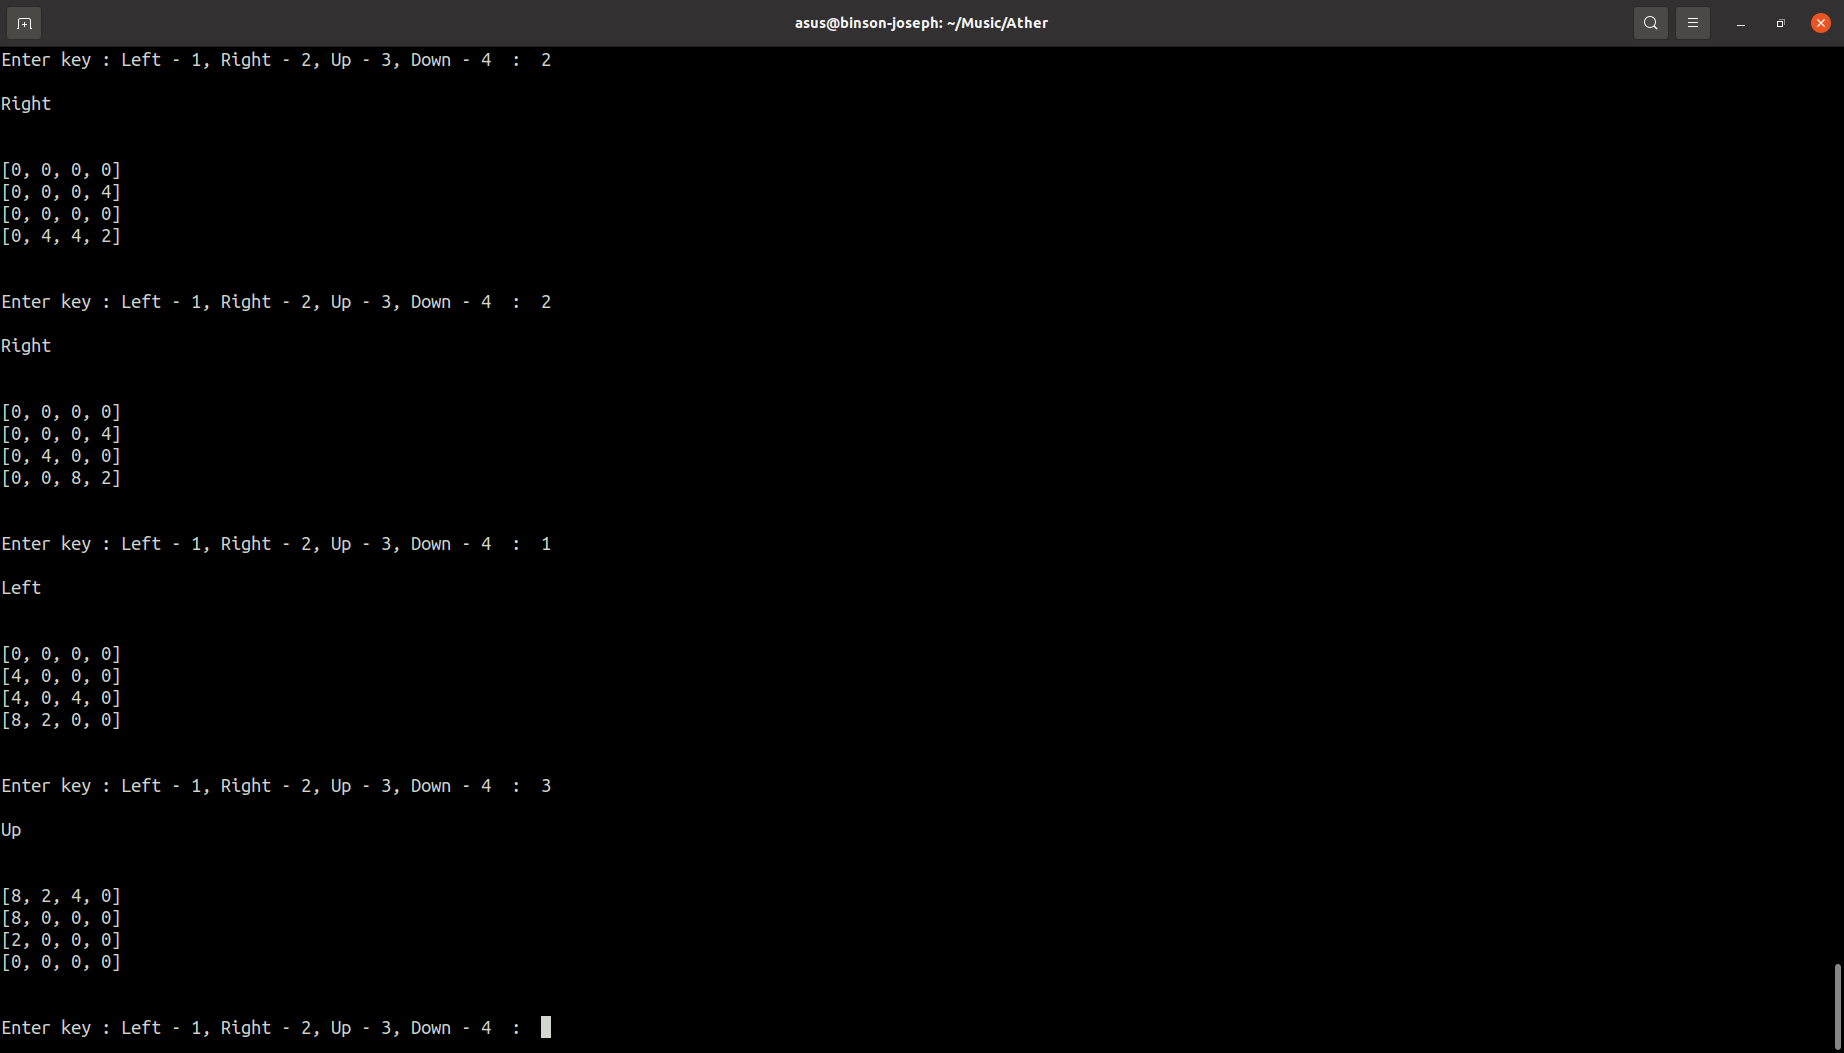 asus@binson-joseph: ~/Music/Ather
Enter key : Left - 1, Right - 2, Up - 3, Down - 4  :  2
Right
[0, 0, 0, 0]
[0, 0, 0, 4]
[0, 0, 0, 0]
[0, 4, 4, 2]
Enter key : Left - 1, Right - 2, Up - 3, Down - 4  :  2
Right
[0, 0, 0, 0]
[0, 0, 0, 4]
[0, 4, 0, 0]
[0, 0, 8, 2]
Enter key : Left - 1, Right - 2, Up - 3, Down - 4  :  1
Left
[0, 0, 0, 0]
[4, 0, 0, 0]
[4, 0, 4, 0]
[8, 2, 0, 0]
Enter key : Left - 1, Right - 2, Up - 3, Down - 4  :  3
Up
[8, 2, 4, 0]
[8, 0, 0, 0]
[2, 0, 0, 0]
[0, 0, 0, 0]
Enter key : Left - 1, Right - 2, Up - 3, Down - 4  :